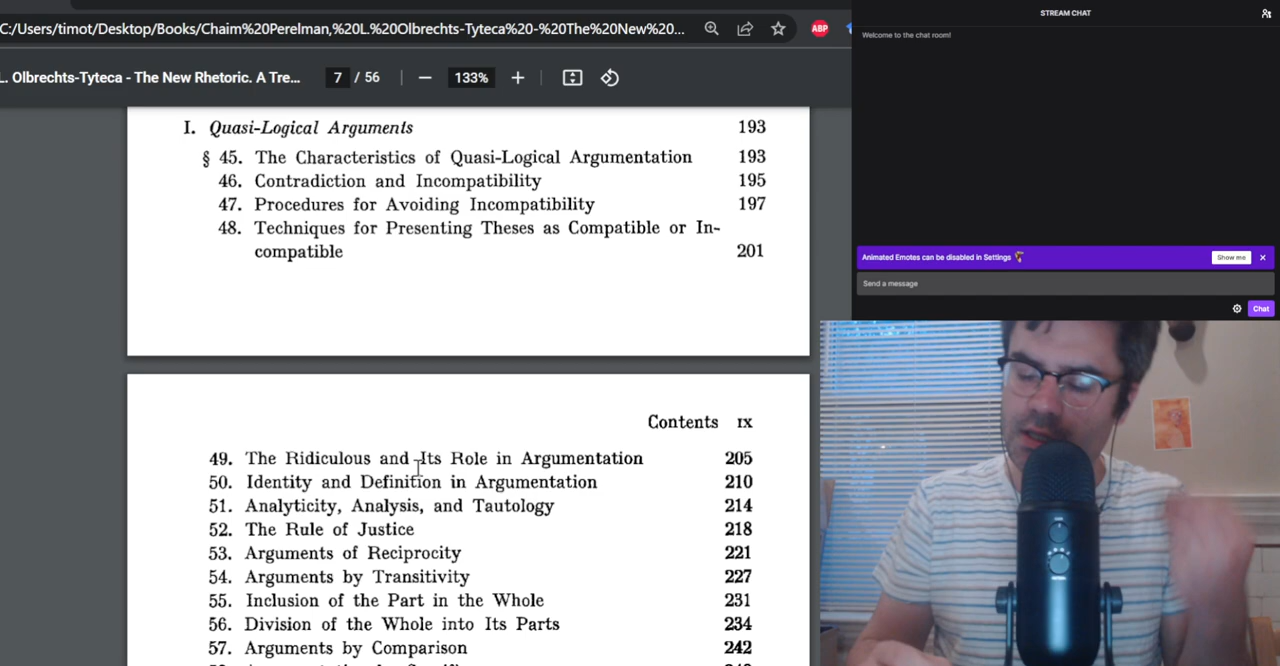 C:/Users/timot/Desktop/Books/Chaim%20Perelman,%20L.%20Olbrechts-Tyteca%20-%20The%20New%20...
ABP
L. Olbrechts-Tyteca - The New Rhetoric. A Tre...
7 / 56
133%
I. Quasi-Logical Arguments 193
§ 45. The Characteristics of Quasi-Logical Argumentation 193
46. Contradiction and Incompatibility 195
47. Procedures for Avoiding Incompatibility 197
48. Techniques for Presenting Theses as Compatible or In-
compatible 201
Contents IX
49. The Ridiculous and Its Role in Argumentation 205
50. Identity and Definition in Argumentation 210
51. Analyticity, Analysis, and Tautology 214
52. The Rule of Justice 218
53. Arguments of Reciprocity 221
54. Arguments by Transitivity 227
55. Inclusion of the Part in the Whole 231
56. Division of the Whole into Its Parts 234
57. Arguments by Comparison 242
STREAM CHAT
Welcome to the chat room!
Animated Emotes can be disabled in Settings
Show me
Send a message
Chat